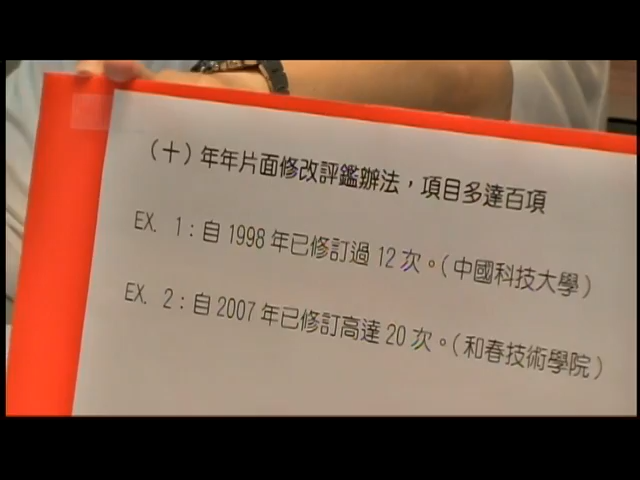 （十）年年片面修改評鑑辦法，項目多達百項
EX. 1：自 1998 年已修訂過 12 次。（中國科技大學）
EX. 2：自 2007 年已修訂高達 20 次。（和春技術學院）